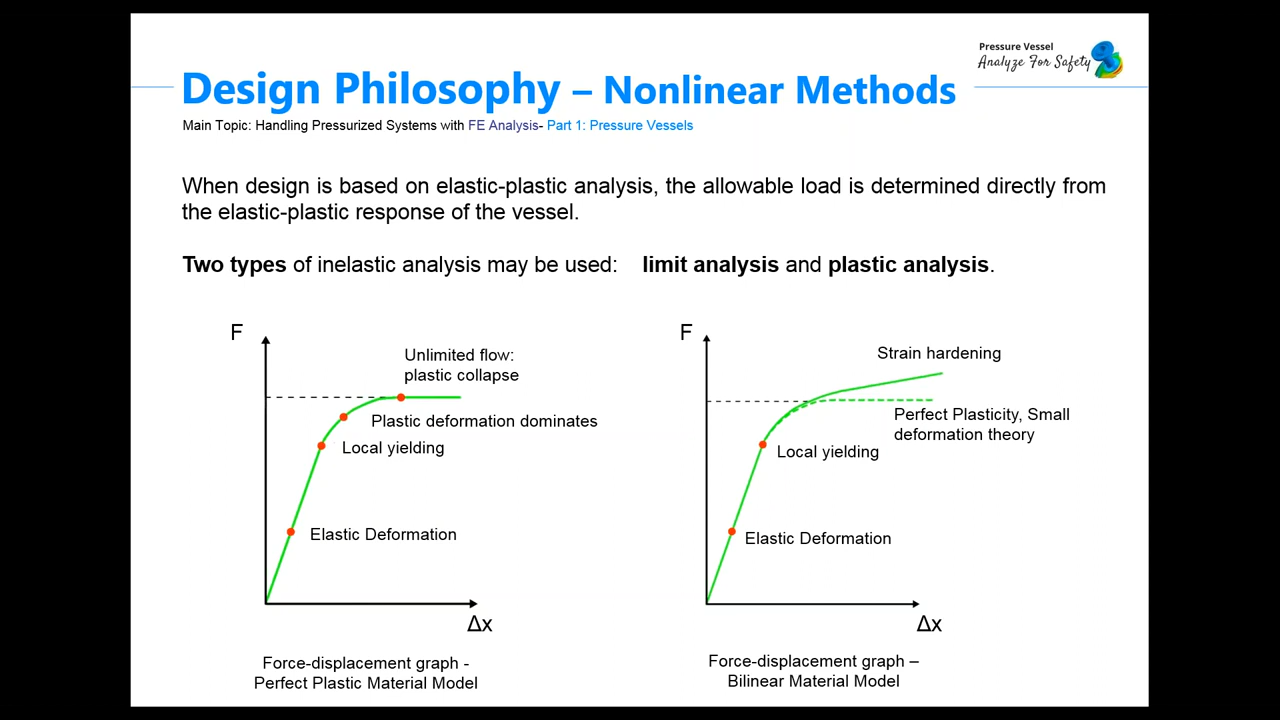 Pressure Vessel
Analyze For Safety
Design Philosophy – Nonlinear Methods
Main Topic: Handling Pressurized Systems with FE Analysis- Part 1: Pressure Vessels
When design is based on elastic-plastic analysis, the allowable load is determined directly from
the elastic-plastic response of the vessel.
Two types of inelastic analysis may be used: limit analysis and plastic analysis.
F
Unlimited flow:
plastic collapse
Plastic deformation dominates
Local yielding
Elastic Deformation
Δx
Force-displacement graph -
Perfect Plastic Material Model
F
Strain hardening
Perfect Plasticity, Small
deformation theory
Local yielding
Elastic Deformation
Δx
Force-displacement graph –
Bilinear Material Model